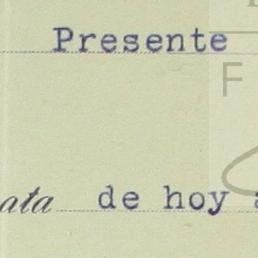 Presente
F
ata de hoy a